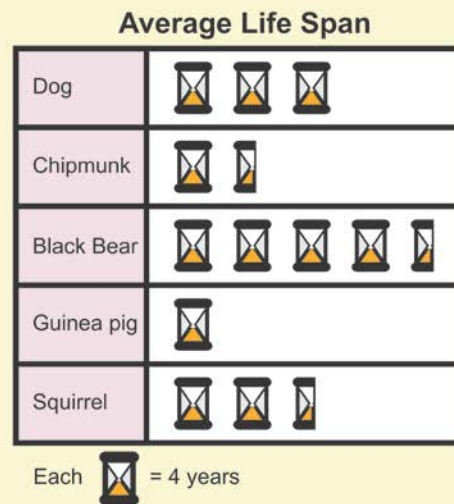 Average Life Span
Dog
Chipmunk
Black Bear
Guinea pig
Squirrel
Each = 4 years